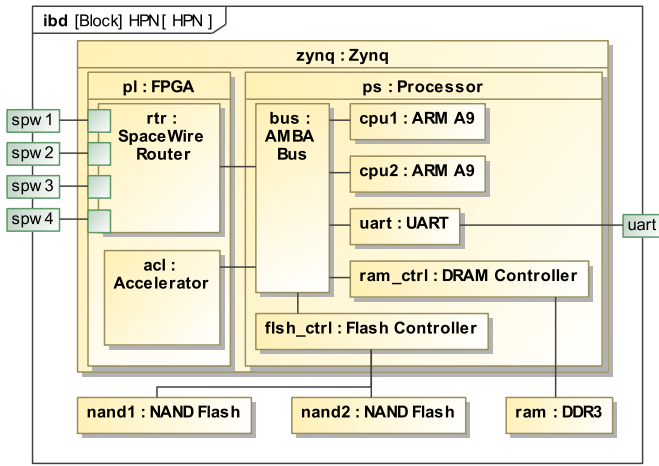 ibd [Block] HPN[ HPN ]
zynq : Zynq
pl : FPGA
ps : Processor
rtr :
SpaceWire
Router
bus :
AMBA
Bus
cpu1 : ARM A9
spw 1
spw 2
spw 3
spw 4
cpu2 : ARM A9
uart : UART
uart
acl :
Accelerator
ram_ctrl : DRAM Controller
flsh_ctrl : Flash Controller
nand1 : NAND Flash
nand2 : NAND Flash
ram : DDR3